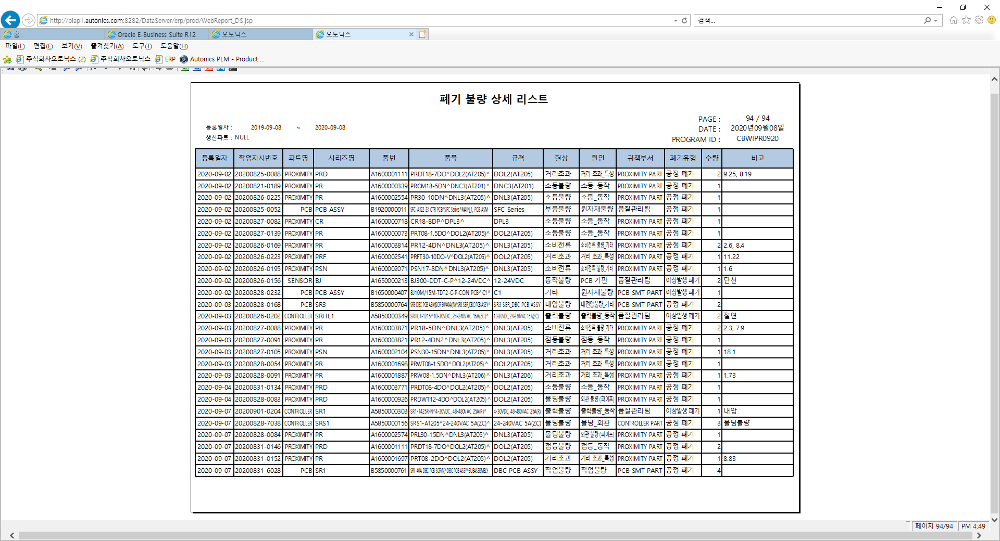 http://piap1.autonics.com:8282/DataServer/erp/prod/WebReport_DS.jsp
검색...
홈
Oracle E-Business Suite R12
오토닉스
오토닉스
파일(F) 편집(E) 보기(V) 즐겨찾기(A) 도구(T) 도움말(H)
주식회사오토닉스 (2) 주식회사오토닉스 ERP Autonics PLM - Product ...
폐기 불량 상세 리스트
PAGE : 94 / 94
등록일자 : 2019-09-08 ~ 2020-09-08
DATE : 2020년09월08일
생산파트 : NULL
PROGRAM ID : CBWIPR0920
등록일자 작업지시번호 파트명 시리즈명 품번 품목 규격 현상 원인 귀책부서 폐기유형 수량 비고
2020-09-02 20200825-0088 PROXIMITY PRD A1600001111 PRDT18-7DO^DOL2(AT205)^ DOL2(AT205) 거리초과 거리 초과_특성 PROXIMITY PART 공정 폐기 2 9.25, 8.19
2020-09-02 20200821-0189 PROXIMITY PR A1600000339 PRCM18-5DN^DNC3(AT201)^ DNC3(AT201) 소등불량 소등_동작 PROXIMITY PART 공정 폐기 1
2020-09-02 20200826-0225 PROXIMITY PR A1600002554 PR30-10DN^DNL3(AT205)^ DNL3(AT205) 소등불량 소등_동작 PROXIMITY PART 공정 폐기 1
2020-09-02 20200825-0052 PCB PCB ASSY B1920000011 SFC-A322-23 CTR PCB^SFC Series^MAIN_1, PCB ASM SFC Series 부품불량 원자재불량 품질관리팀 공정 폐기 1
2020-09-02 20200827-0082 PROXIMITY CR A1600000718 CR18-8DP^DPL3^ DPL3 소등불량 소등_동작 PROXIMITY PART 공정 폐기 1
2020-09-02 20200827-0139 PROXIMITY PR A1600000073 PRT08-1.5DO^DOL2(AT205)^ DOL2(AT205) 소등불량 소등_동작 PROXIMITY PART 공정 폐기 1
2020-09-02 20200826-0169 PROXIMITY PR A1600003814 PR12-4DN^DNL3(AT205)^ DNL3(AT205) 소비전류 소비전류 불량_기타 PROXIMITY PART 공정 폐기 2 2.6, 8.4
2020-09-02 20200826-0223 PROXIMITY PRF A1600002541 PRFT30-10DO-V^DOL2(AT205)^ DOL2(AT205) 거리초과 거리 초과_특성 PROXIMITY PART 공정 폐기 1 11.22
2020-09-02 20200826-0195 PROXIMITY PSN A1600002071 PSN17-8DN^DNL3(AT205)^ DNL3(AT205) 소비전류 소비전류 불량_기타 PROXIMITY PART 공정 폐기 1 1.6
2020-09-02 20200826-0156 SENSOR BJ A1650000213 BJ300-DDT-C-P^12-24VDC^ 12-24VDC 동작불량 PCB 기판 품질관리팀 이상발생 폐기 2 단선
2020-09-02 20200828-0232 PCB PCB ASSY B1650000407 BJ10M/15M-TDT2-C-P-CON PCB^C1^ C1 기타 원자재불량 PCB SMT PART 이상발생 폐기 1
2020-09-03 20200828-0168 PCB SR3 B5850000764 SR3-DBC PCB ASM(SCR 30/40A)(N)^SR3 SER_DBC PCB ASSY^ SR3 SER_DBC PCB ASSY 내압불량 내전압불량_기타 PCB SMT PART 공정 폐기 2
2020-09-03 20200826-0202 CONTROLLER SRHL1 A5850000349 SRHL1-1215^10-30VDC, 24-240VAC 15A(ZC)^ 10-30VDC, 24-240VAC 15A(ZC) 출력불량 출력불량_동작 품질관리팀 이상발생 폐기 2 절연
2020-09-03 20200827-0088 PROXIMITY PR A1600003871 PR18-5DN^DNL3(AT205)^ DNL3(AT205) 소비전류 소비전류 불량_기타 PROXIMITY PART 공정 폐기 2 2.3, 7.9
2020-09-03 20200827-0091 PROXIMITY PR A1600003821 PR12-4DN2^DNL3(AT205)^ DNL3(AT205) 점등불량 점등_동작 PROXIMITY PART 공정 폐기 1
2020-09-03 20200827-0105 PROXIMITY PSN A1600002104 PSN30-15DN^DNL3(AT205)^ DNL3(AT205) 거리초과 거리 초과_특성 PROXIMITY PART 공정 폐기 1 18.1
2020-09-03 20200828-0054 PROXIMITY PR A1600001698 PRWT08-1.5DO^DOL2(AT205)^ DOL2(AT205) 거리초과 거리 초과_특성 PROXIMITY PART 공정 폐기 1
2020-09-03 20200828-0091 PROXIMITY PR A1600001887 PRW08-1.5DN^DNL3(AT206)^ DNL3(AT206) 거리초과 거리 초과_특성 PROXIMITY PART 공정 폐기 1 1.73
2020-09-04 20200831-0134 PROXIMITY PRD A1600003771 PRDT08-4DO^DOL2(AT205)^ DOL2(AT205) 소등불량 소등_동작 PROXIMITY PART 공정 폐기 1
2020-09-04 20200828-0083 PROXIMITY PRD A1600000926 PRDWT12-4DO^DOL2(AT205)^ DOL2(AT205) 몰딩불량 외관 불량 (파이프) PROXIMITY PART 공정 폐기 1
2020-09-07 20200901-0204 CONTROLLER SR1 A5850000303 SR1-1425R-N^4-30VDC, 48-480VAC 25A(R)^ 4-30VDC, 48-480VAC 25A(R) 출력불량 출력불량_동작 품질관리팀 이상발생 폐기 1 내압
2020-09-07 20200828-7038 CONTROLLER SRS1 A5850000156 SRS1-A1205^24-240VAC 5A(ZC)^ 24-240VAC 5A(ZC) 몰딩불량 몰딩_외관 CONTROLLER PART 공정 폐기 3 몰딩불량
2020-09-07 20200828-0084 PROXIMITY PR A1600002574 PRL30-15DN^DNL3(AT205)^ DNL3(AT205) 몰딩불량 외관 불량 (파이프) PROXIMITY PART 공정 폐기 1
2020-09-07 20200831-0146 PROXIMITY PRD A1600001111 PRDT18-7DO^DOL2(AT205)^ DOL2(AT205) 점등불량 점등_동작 PROXIMITY PART 공정 폐기 2
2020-09-07 20200831-0152 PROXIMITY PR A1600001697 PRT08-2DO^DOL2(AT205)^ DOL2(AT205) 거리초과 거리 초과_특성 PROXIMITY PART 공정 폐기 1 8.83
2020-09-07 20200831-6028 PCB SR1 B5850000761 SR1-40A DBC PCB SCR(N)^DBC PCB ASSY^SUBASSEMBLY DBC PCB ASSY 작업불량 작업불량 PCB SMT PART 공정 폐기 4
페이지 94/94 PM 4:49